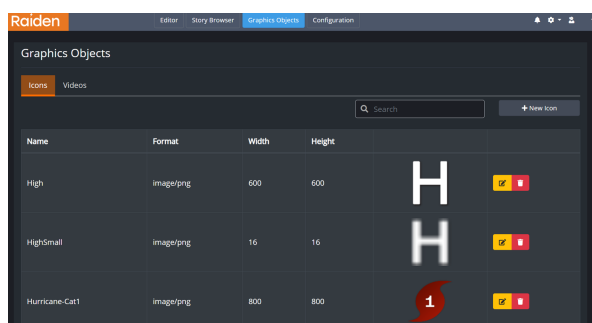 Raiden Editor Story Browser Graphics Objects Configuration
Graphics Objects
Icons Videos
Search + New Icon
Name Format Width Height
High image/png 600 600 H
HighSmall image/png 16 16 H
Hurricane-Cat1 image/png 800 800 1